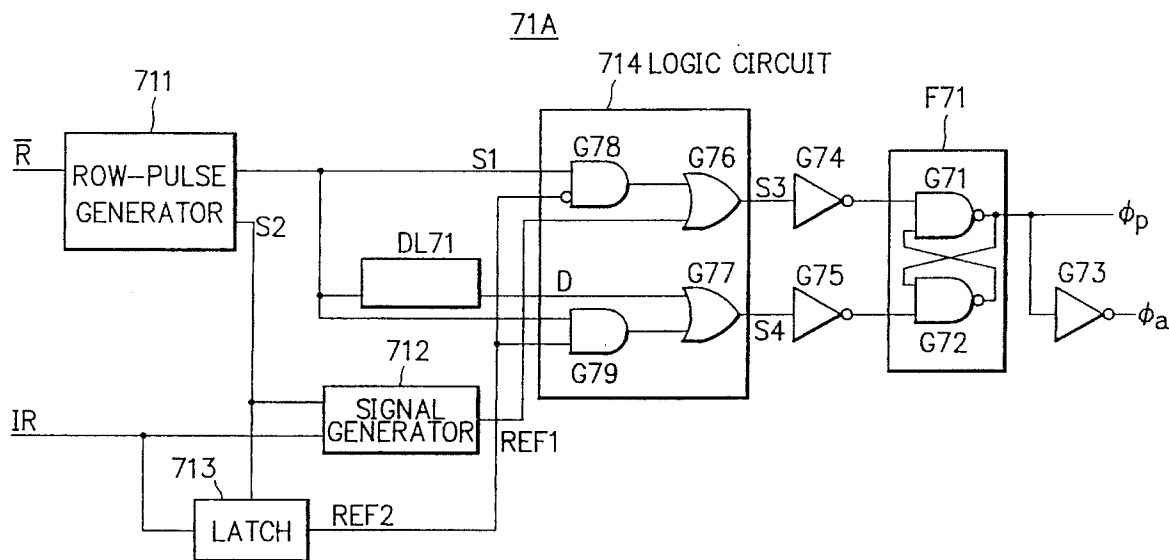 71A
711
714 LOGIC CIRCUIT
F71
R̅
ROW-PULSE
GENERATOR
S1
G78
G76
S3
G74
G71
ϕp
S2
DL71
D
G77
G75
G73
S4
G72
ϕa
G79
712
IR
SIGNAL
GENERATOR
REF1
713
LATCH
REF2